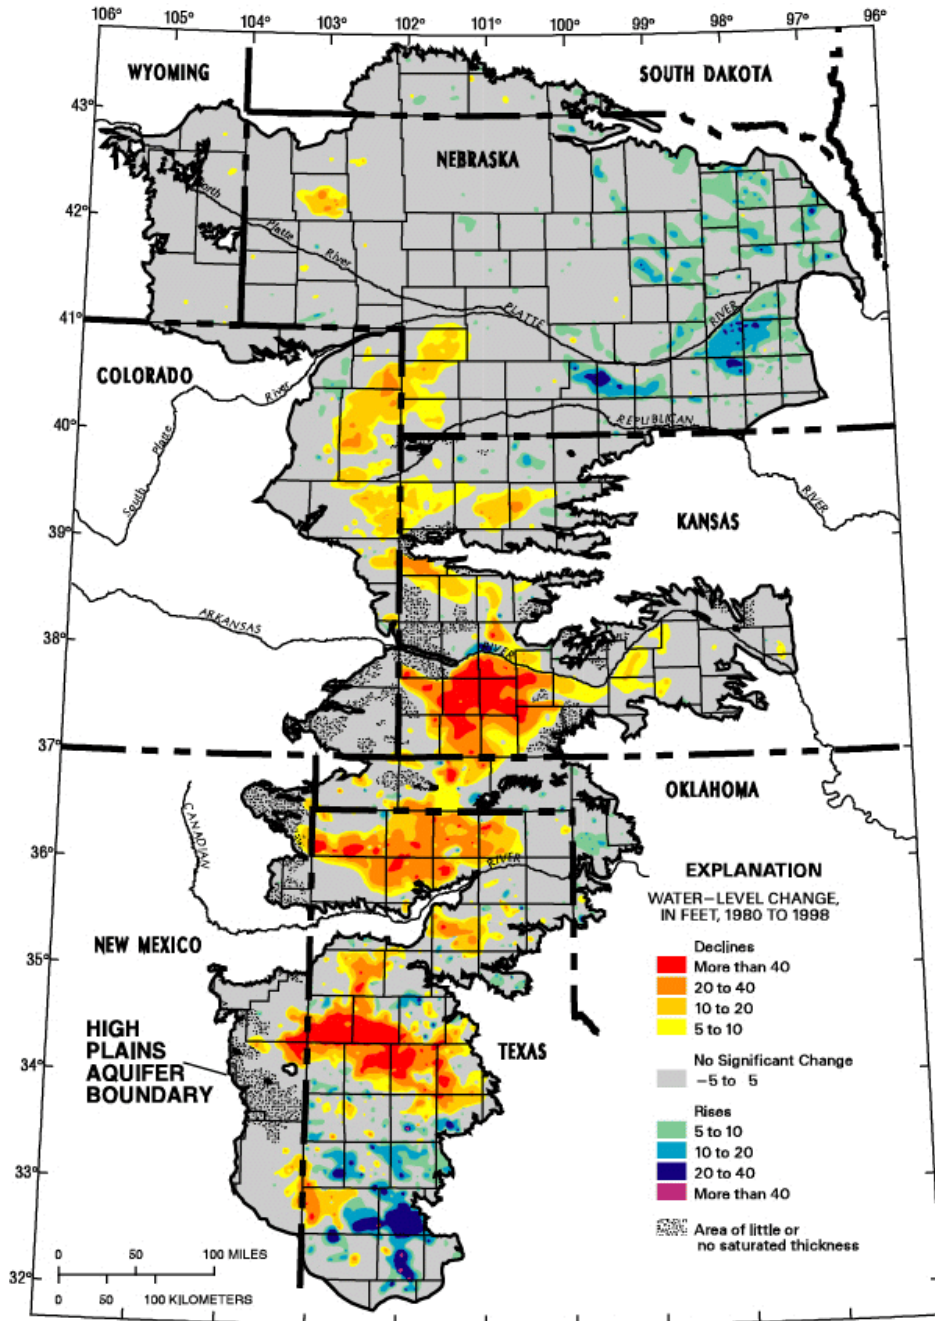 106° 105° 104° 103° 102° 101° 100° 99° 98° 97° 96°
WYOMING
SOUTH DAKOTA
43°
NEBRASKA
North
42°
Platte
River
PLATTE
RIVER
41°
COLORADO
River
REPUBLICAN
40°
Platte
South
RIVER
KANSAS
39°
ARKANSAS
38°
RIVER
37°
OKLAHOMA
CANADIAN
36°
RIVER
EXPLANATION
WATER–LEVEL CHANGE,
IN FEET, 1980 TO 1998
NEW MEXICO
Declines
35°
More than 40
20 to 40
10 to 20
5 to 10
HIGH
PLAINS
AQUIFER
BOUNDARY
TEXAS
34°
No Significant Change
–5 to 5
Rises
5 to 10
10 to 20
33°
20 to 40
More than 40
Area of little or
no saturated thickness
0 50 100 MILES
32°
0 50 100 KILOMETERS